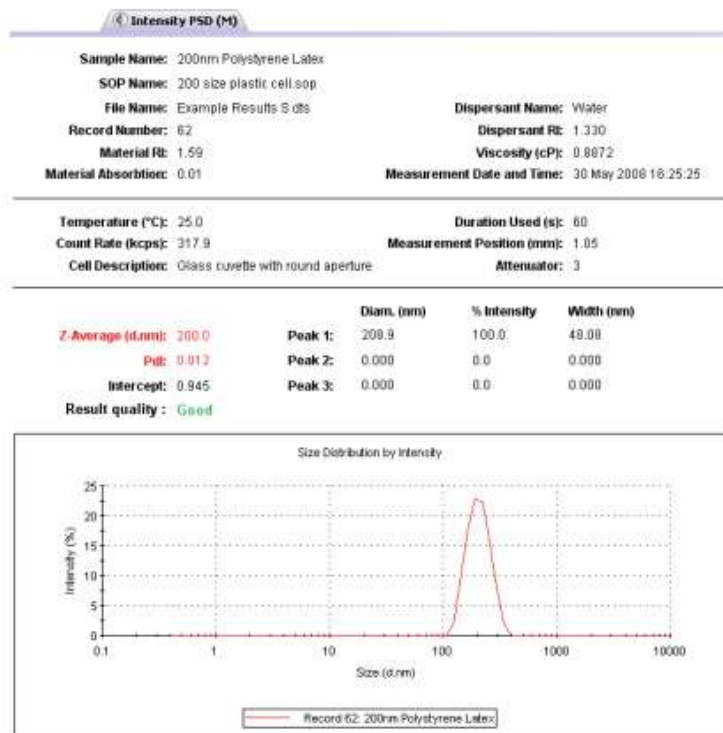 Intensity PSD (M)
Sample Name: 200nm Polystyrene Latex
SOP Name: 200 size plastic cell.sop
File Name: Example Results S.dts Dispersant Name: Water
Record Number: 62 Dispersant RI: 1.330
Material RI: 1.59 Viscosity (cP): 0.8872
Material Absorbtion: 0.01 Measurement Date and Time: 30 May 2008 16:25:25
Temperature (°C): 25.0 Duration Used (s): 60
Count Rate (kcps): 317.9 Measurement Position (mm): 1.05
Cell Description: Glass cuvette with round aperture Attenuator: 3
Diam. (nm) % Intensity Width (nm)
Z-Average (d.nm): 200.0 Peak 1: 208.9 100.0 48.08
PdI: 0.012 Peak 2: 0.000 0.0 0.000
Intercept: 0.945 Peak 3: 0.000 0.0 0.000
Result quality : Good
Size Distribution by Intensity
25
20
15
10
5
0
Intensity (%)
0.1 1 10 100 1000 10000
Size (d.nm)
Record 62: 200nm Polystyrene Latex